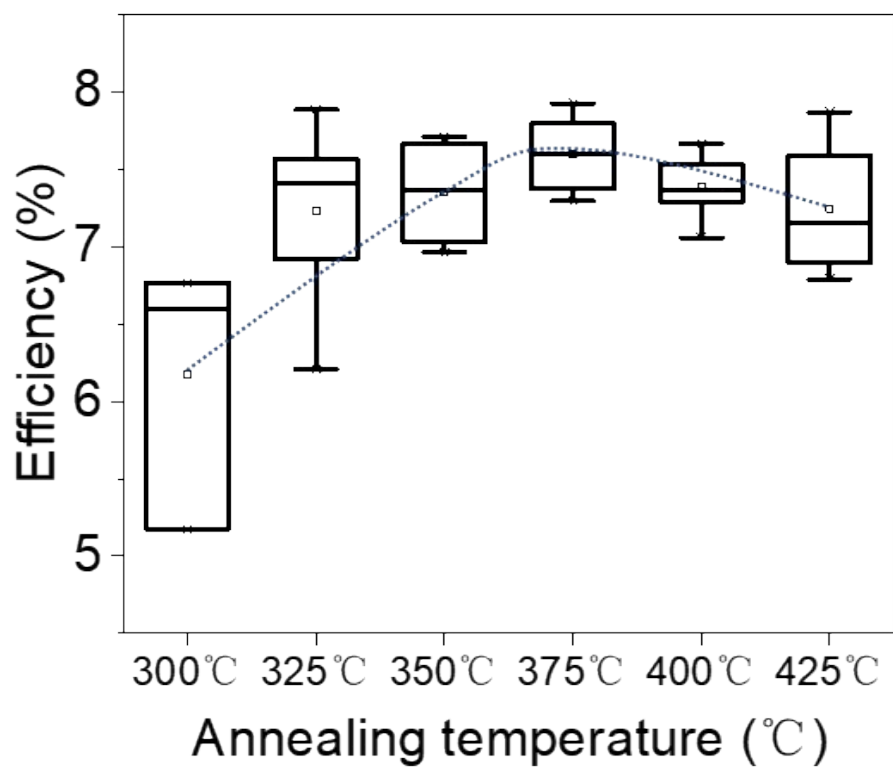 Efficiency (%)
8
7
6
5
300℃ 325℃ 350℃ 375℃ 400℃ 425℃
Annealing temperature (℃)